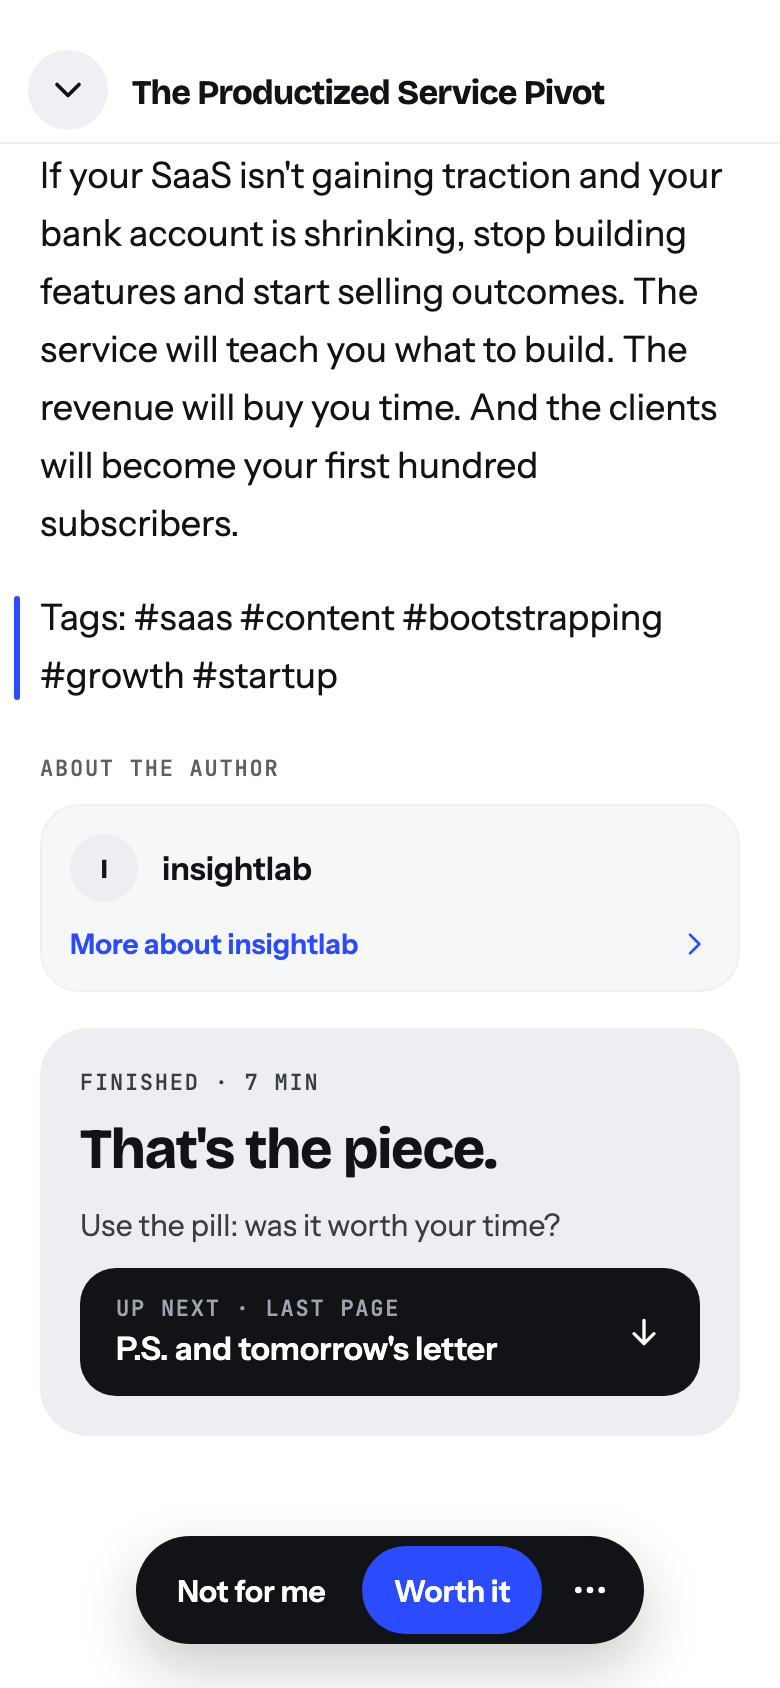 The Productized Service Pivot
If your SaaS isn't gaining traction and your
bank account is shrinking, stop building
features and start selling outcomes. The
service will teach you what to build. The
revenue will buy you time. And the clients
will become your first hundred
subscribers.
Tags: #saas #content #bootstrapping
#growth #startup
ABOUT THE AUTHOR
I insightlab
More about insightlab
FINISHED · 7 MIN
That's the piece.
Use the pill: was it worth your time?
UP NEXT · LAST PAGE
P.S. and tomorrow's letter
Not for me Worth it